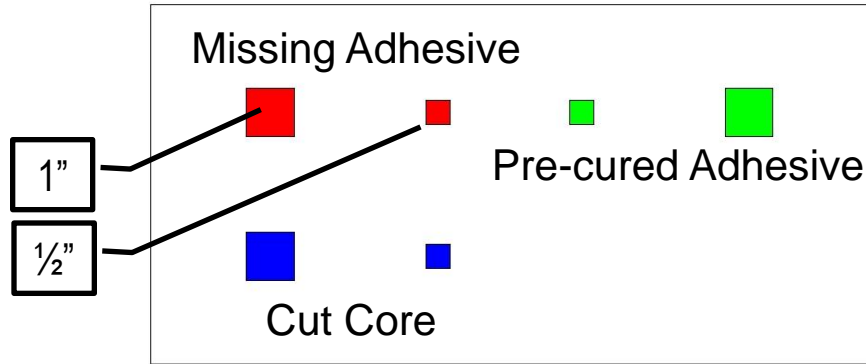 Missing Adhesive
1”
Pre-cured Adhesive
½”
Cut Core